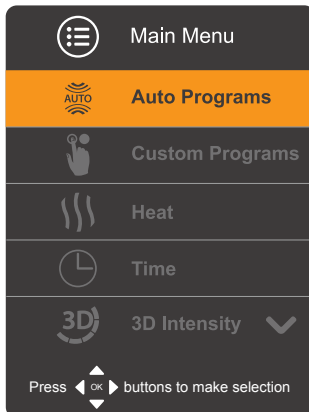 Main Menu
AUTO
Auto Programs
Custom Programs
Heat
Time
3D
3D Intensity
Press OK buttons to make selection